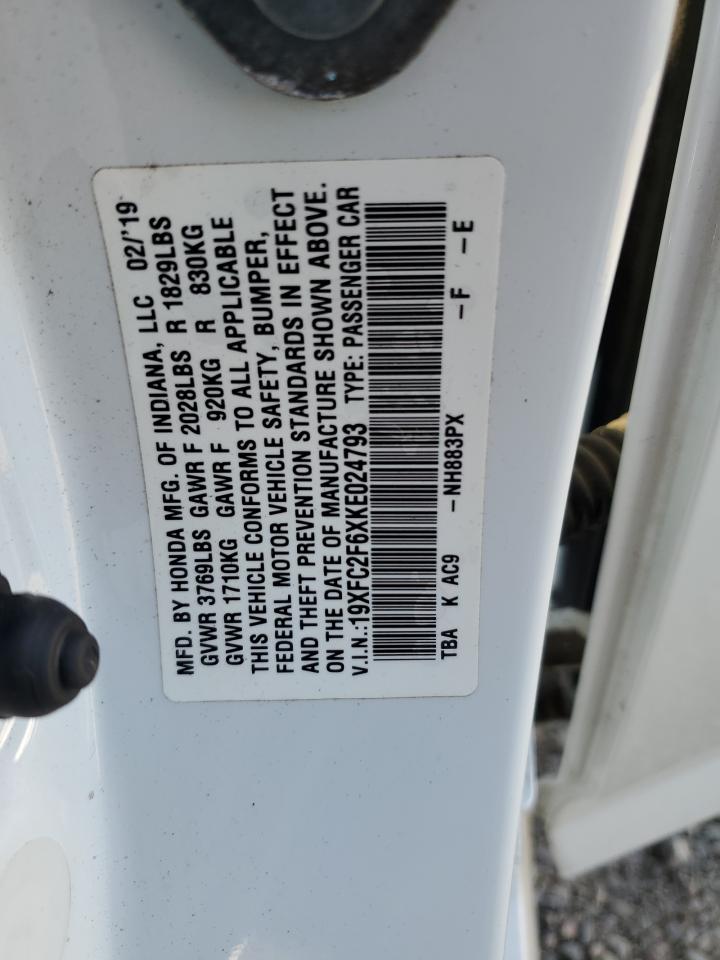 MFD. BY HONDA MFG. OF INDIANA, LLC 02/'19
GVWR 3769LBS GAWR F 2028LBS R 1829LBS
GVWR 1710KG GAWR F 920KG R 830KG
THIS VEHICLE CONFORMS TO ALL APPLICABLE
FEDERAL MOTOR VEHICLE SAFETY, BUMPER,
AND THEFT PREVENTION STANDARDS IN EFFECT
ON THE DATE OF MANUFACTURE SHOWN ABOVE.
V.I.N.:19XFC2F6XKE024793 TYPE: PASSENGER CAR
TBA K AC9 -NH883PX -F -E